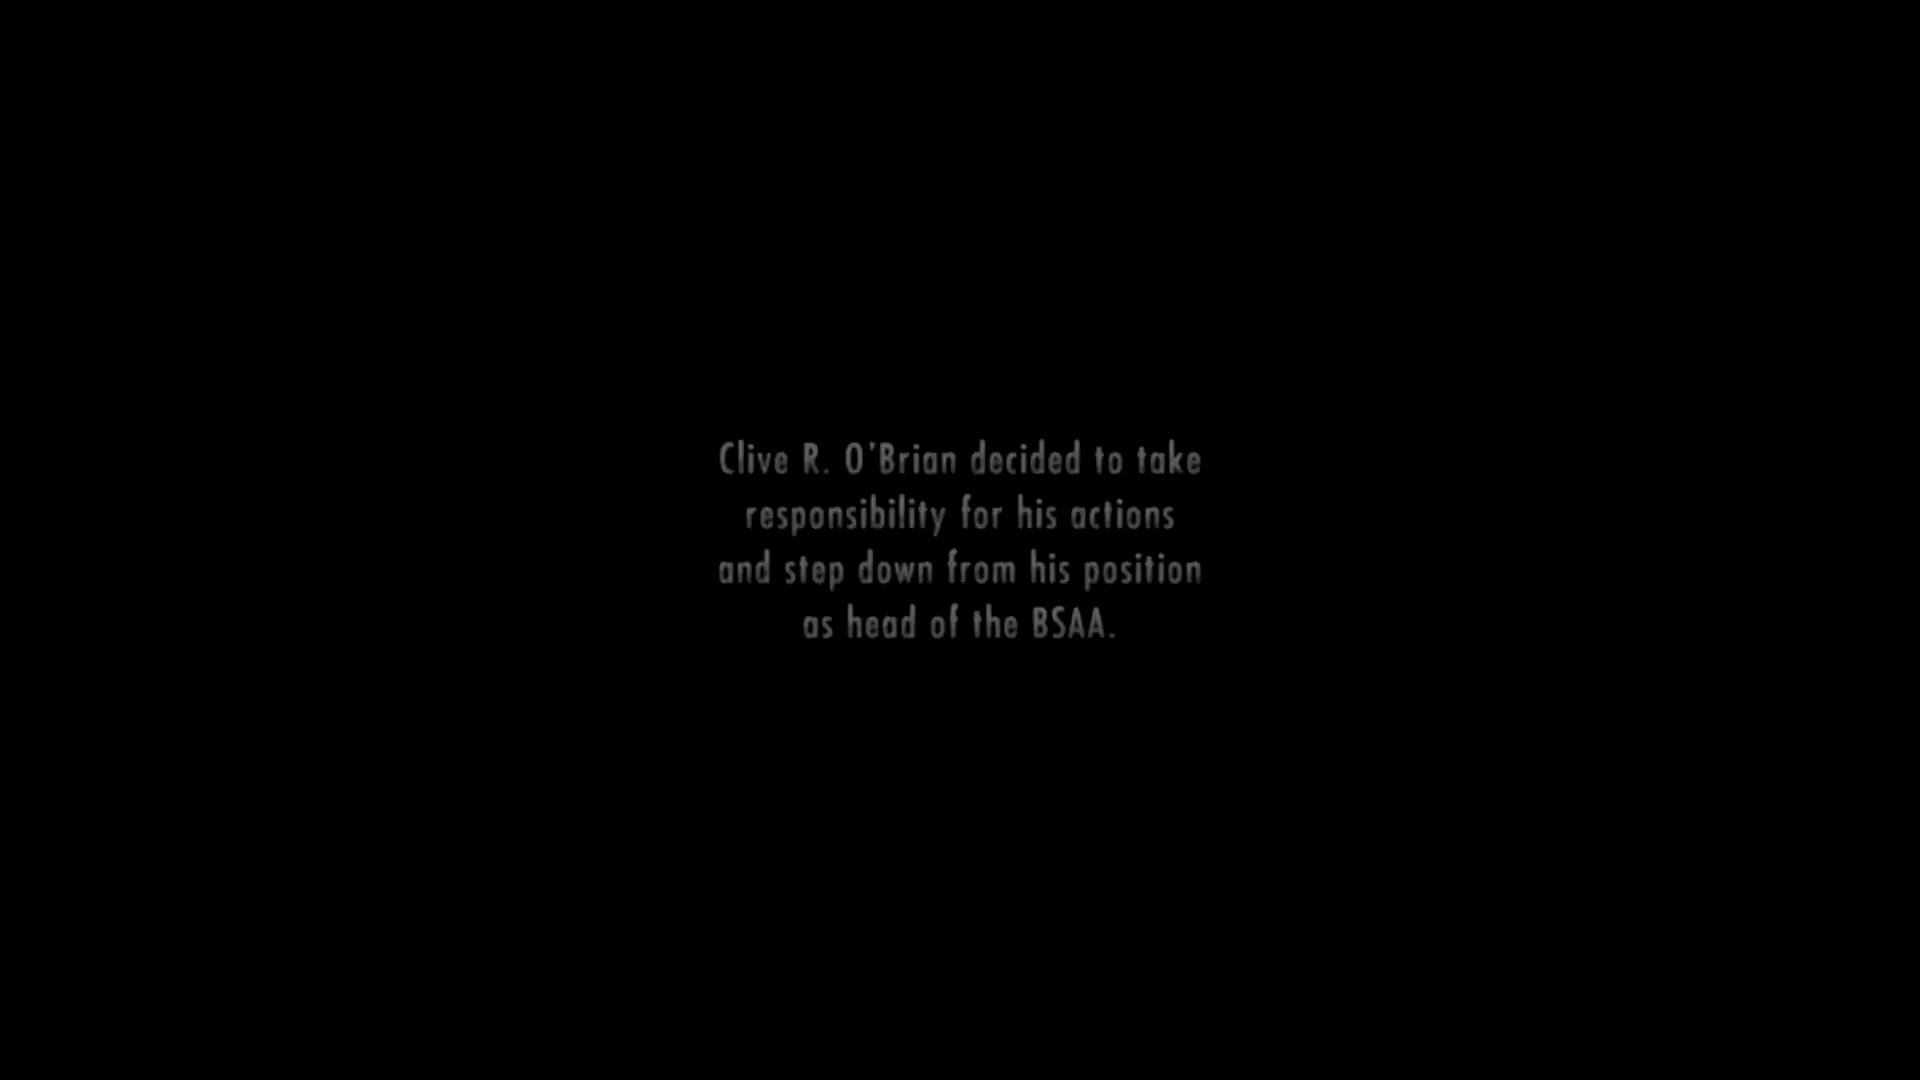 Clive R. O'Brian decided to take
responsibility for his actions
and step down from his position
as head of the BSAA.